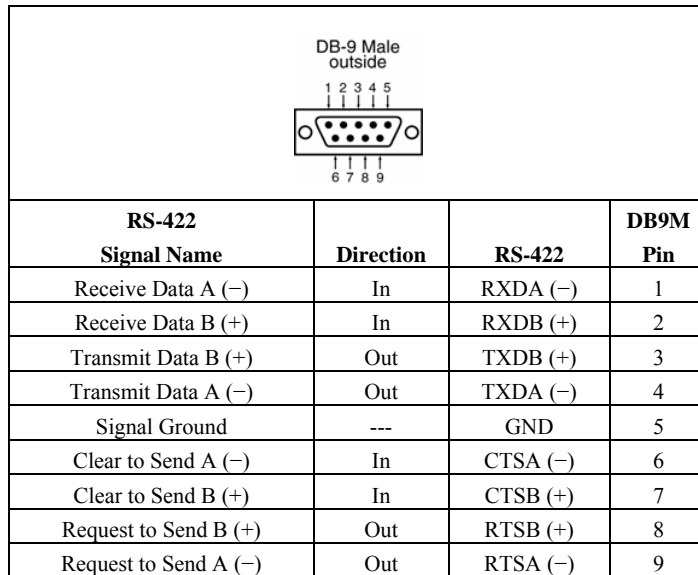 DB-9 Male
outside
1 2 3 4 5
6 7 8 9
RS-422 DB9M
Signal Name Direction RS-422 Pin
Receive Data A (−) In RXDA (−) 1
Receive Data B (+) In RXDB (+) 2
Transmit Data B (+) Out TXDB (+) 3
Transmit Data A (−) Out TXDA (−) 4
Signal Ground --- GND 5
Clear to Send A (−) In CTSA (−) 6
Clear to Send B (+) In CTSB (+) 7
Request to Send B (+) Out RTSB (+) 8
Request to Send A (−) Out RTSA (−) 9